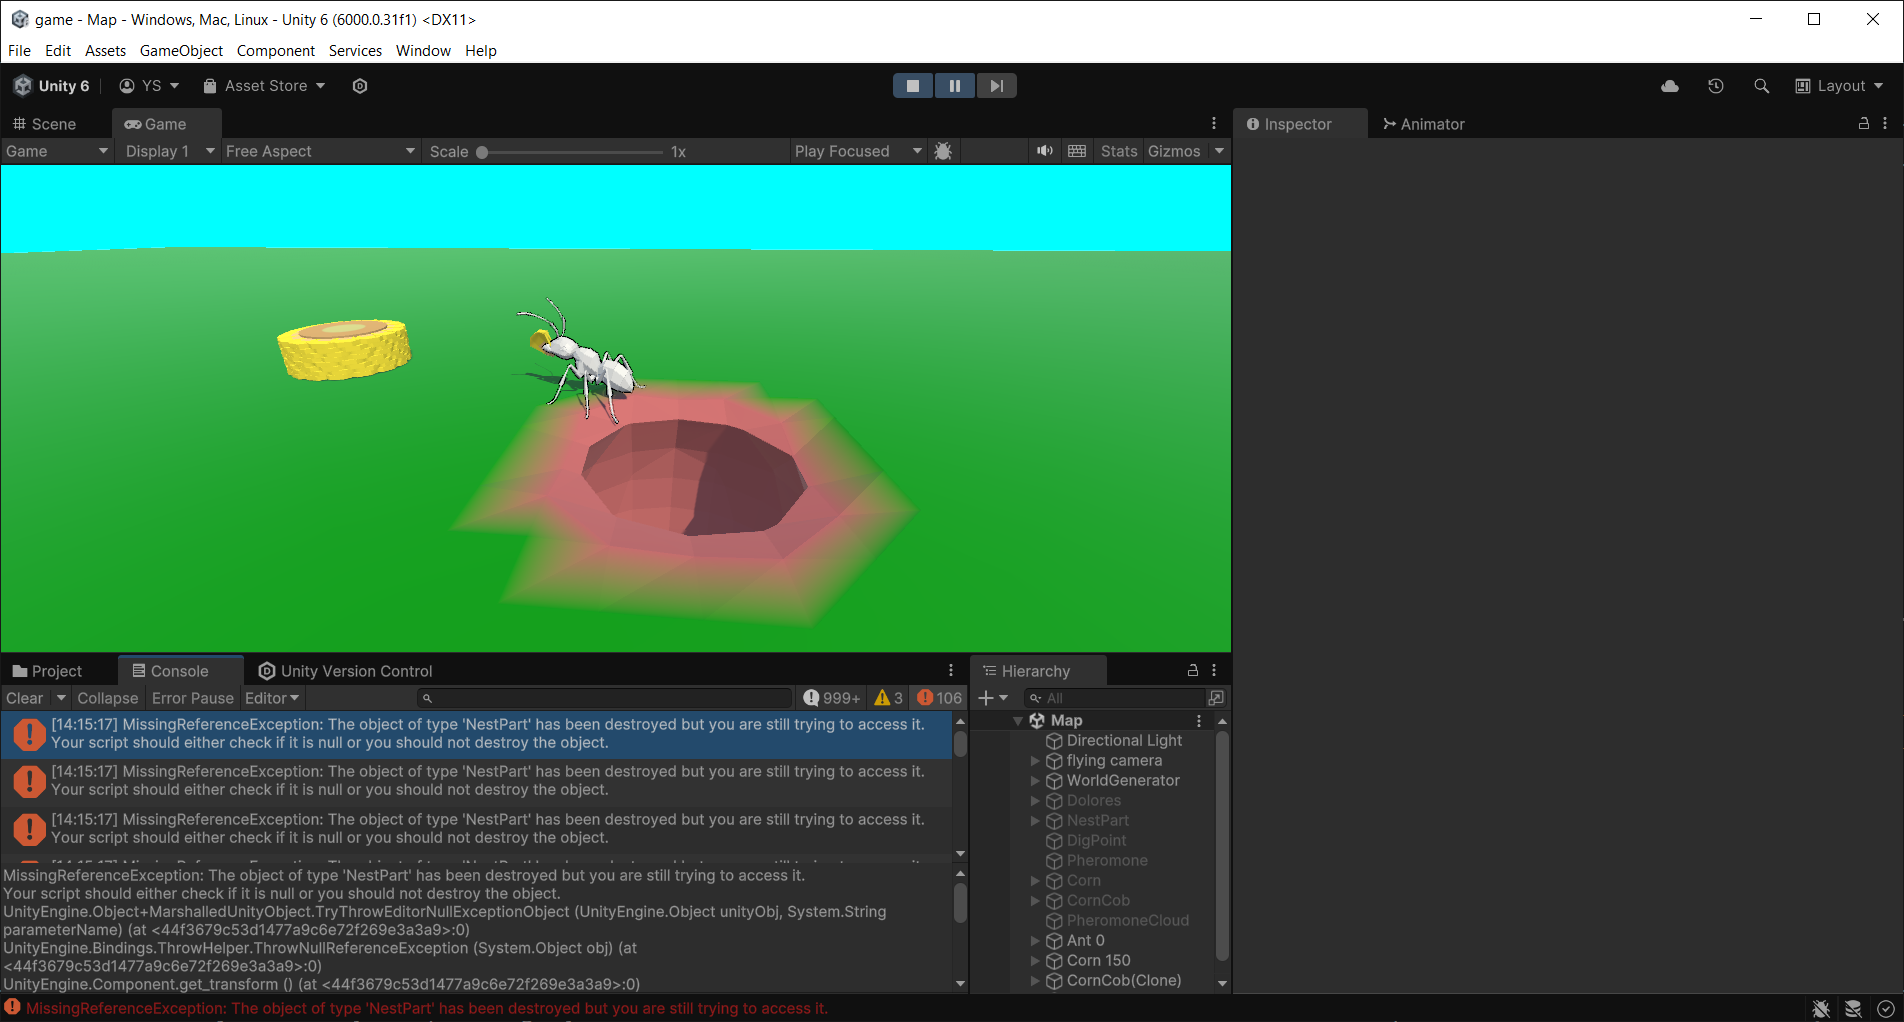 game - Map - Windows, Mac, Linux - Unity 6 (6000.0.31f1) <DX11>
File Edit Assets GameObject Component Services Window Help
Unity 6 YS Asset Store Layout
Scene Game Inspector Animator
Game Display 1 Free Aspect Scale 1x Play Focused Stats Gizmos
Project Console Unity Version Control
Clear Collapse Error Pause Editor 999+ 3 106
[14:15:17] MissingReferenceException: The object of type 'NestPart' has been destroyed but you are still trying to access it.
Your script should either check if it is null or you should not destroy the object.
[14:15:17] MissingReferenceException: The object of type 'NestPart' has been destroyed but you are still trying to access it.
Your script should either check if it is null or you should not destroy the object.
[14:15:17] MissingReferenceException: The object of type 'NestPart' has been destroyed but you are still trying to access it.
Your script should either check if it is null or you should not destroy the object.
MissingReferenceException: The object of type 'NestPart' has been destroyed but you are still trying to access it.
Your script should either check if it is null or you should not destroy the object.
UnityEngine.Object+MarshalledUnityObject.TryThrowEditorNullExceptionObject (UnityEngine.Object unityObj, System.String
parameterName) (at <44f3679c53d1477a9c6e72f269e3a3a9>:0)
UnityEngine.Bindings.ThrowHelper.ThrowNullReferenceException (System.Object obj) (at
<44f3679c53d1477a9c6e72f269e3a3a9>:0)
UnityEngine.Component.get_transform () (at <44f3679c53d1477a9c6e72f269e3a3a9>:0)
Hierarchy
All
Map
Directional Light
flying camera
WorldGenerator
Dolores
NestPart
DigPoint
Pheromone
Corn
CornCob
PheromoneCloud
Ant 0
Corn 150
CornCob(Clone)
MissingReferenceException: The object of type 'NestPart' has been destroyed but you are still trying to access it.